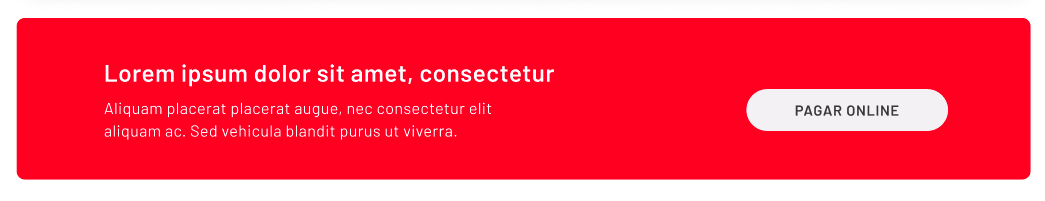 Lorem ipsum dolor sit amet, consectetur
Aliquam placerat placerat augue, nec consectetur elit
aliquam ac. Sed vehicula blandit purus ut viverra.
PAGAR ONLINE